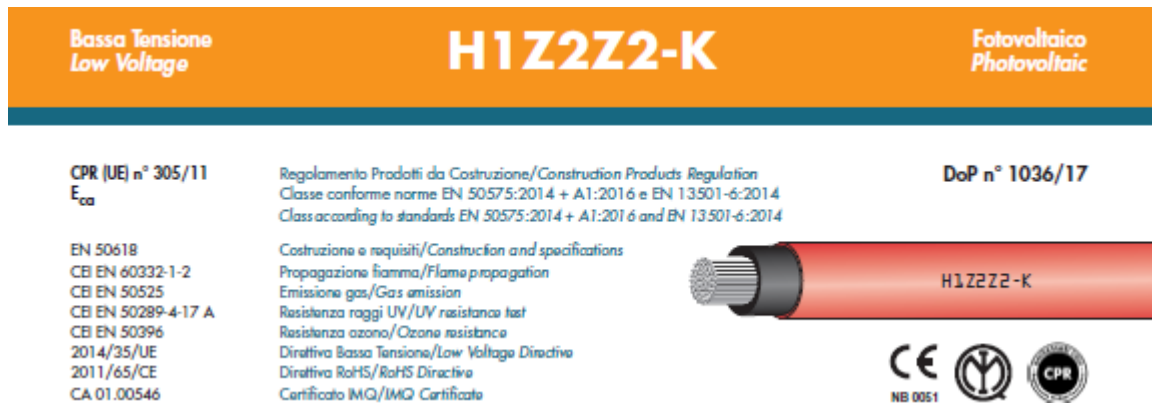 Bassa Tensione
Low Voltage
H1Z2Z2-K
Fotovoltaico
Photovoltaic
CPR (UE) n° 305/11
Eca
Regolamento Prodotti da Costruzione/Construction Products Regulation
Classe conforme norme EN 50575:2014 + A1:2016 e EN 13501-6:2014
Class according to standards EN 50575:2014 + A1:2016 and EN 13501-6:2014
DoP n° 1036/17
EN 50618 Costruzione e requisiti/Construction and specifications
CEI EN 60332-1-2 Propagazione fiamma/Flame propagation
CEI EN 50525 Emissione gas/Gas emission
CEI EN 50289-4-17 A Resistenza raggi UV/UV resistance test
CEI EN 50396 Resistenza ozono/Ozone resistance
2014/35/UE Direttiva Bassa Tensione/Low Voltage Directive
2011/65/CE Direttiva RoHS/RoHS Directive
CA 01.00546 Certificato IMQ/IMQ Certificate
H1Z2Z2-K
CE
NB 0051
CPR